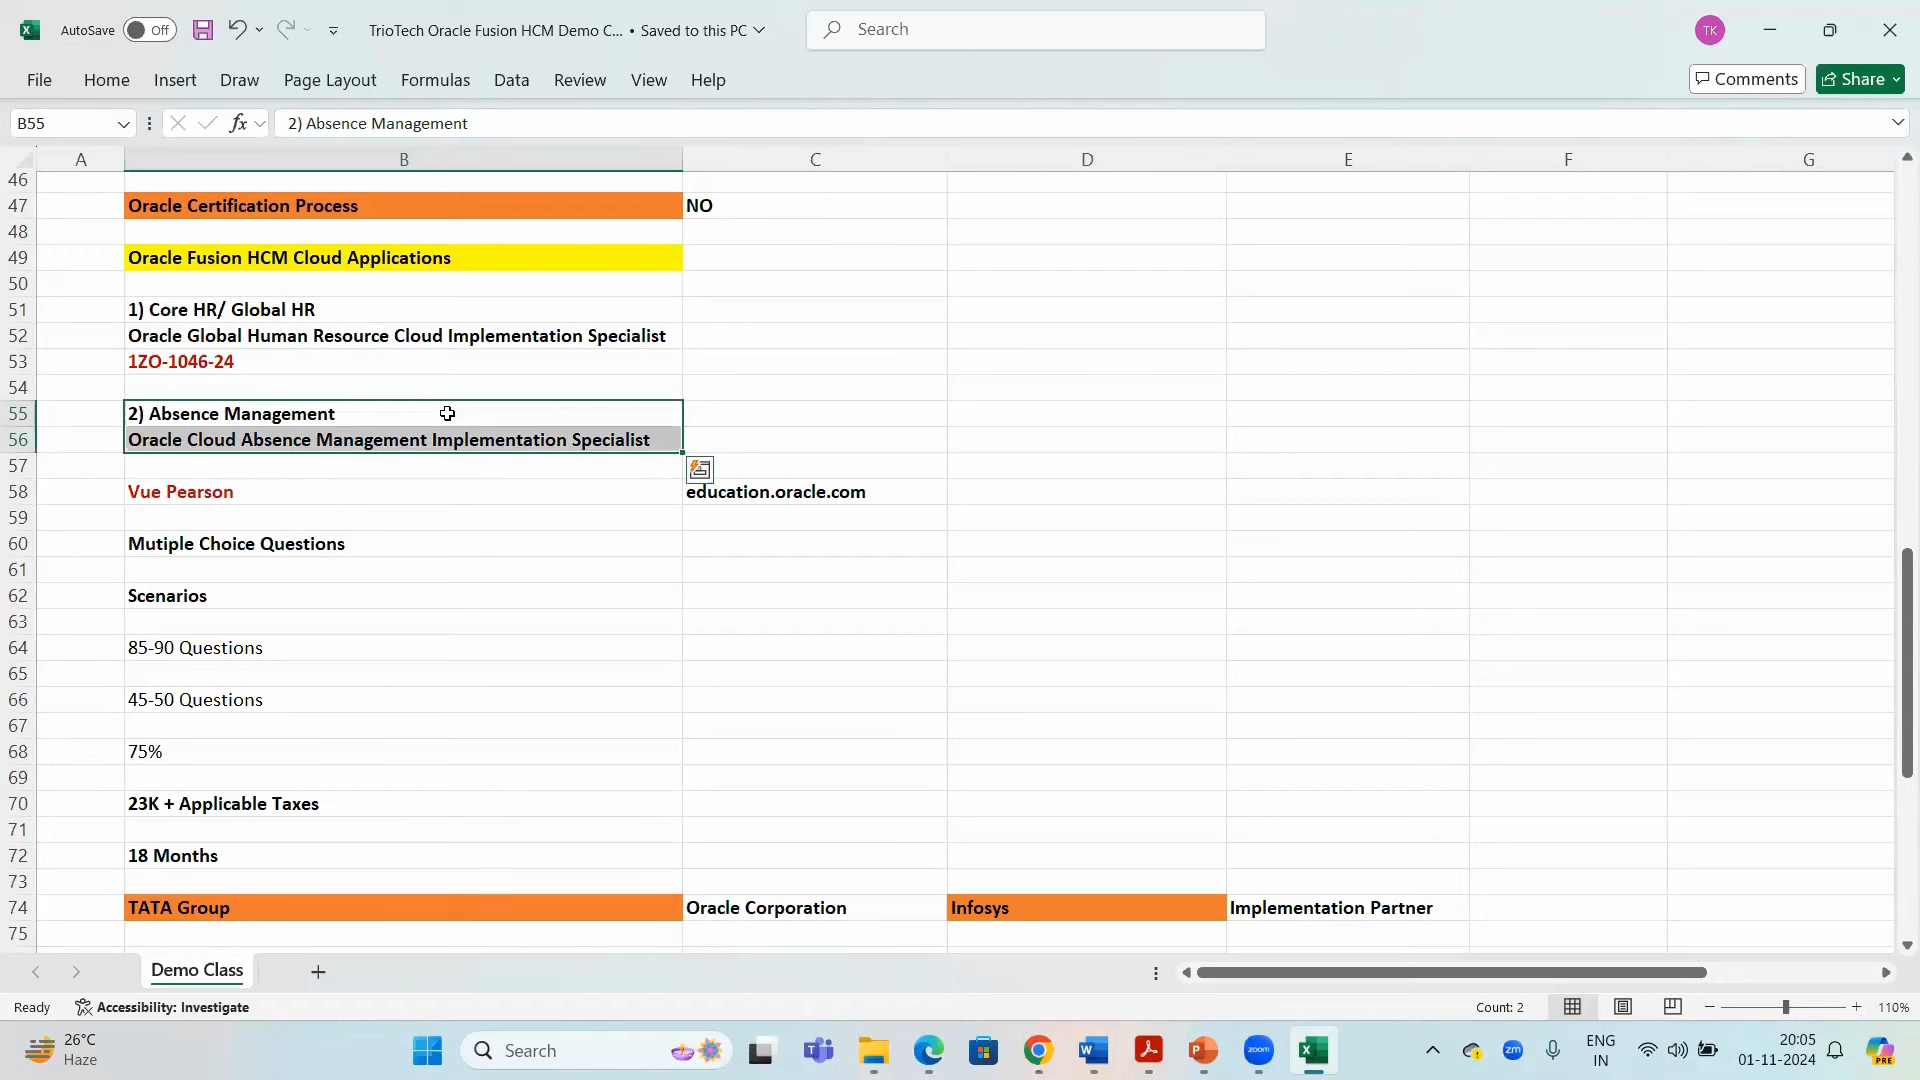 AutoSave Off TrioTech Oracle Fusion HCM Demo C... • Saved to this PC Search TK
File Home Insert Draw Page Layout Formulas Data Review View Help Comments Share
B55 fx 2) Absence Management
A B C D E F G
46
47 Oracle Certification Process NO
48
49 Oracle Fusion HCM Cloud Applications
50
51 1) Core HR/ Global HR
52 Oracle Global Human Resource Cloud Implementation Specialist
53 1ZO-1046-24
54
55 2) Absence Management
56 Oracle Cloud Absence Management Implementation Specialist
57
58 Vue Pearson education.oracle.com
59
60 Mutiple Choice Questions
61
62 Scenarios
63
64 85-90 Questions
65
66 45-50 Questions
67
68 75%
69
70 23K + Applicable Taxes
71
72 18 Months
73
74 TATA Group Oracle Corporation Infosys Implementation Partner
75
Demo Class
Ready Accessibility: Investigate Count: 2 110%
26°C
Haze
Search
zoom
zm
ENG
IN
20:05
01-11-2024
PRE